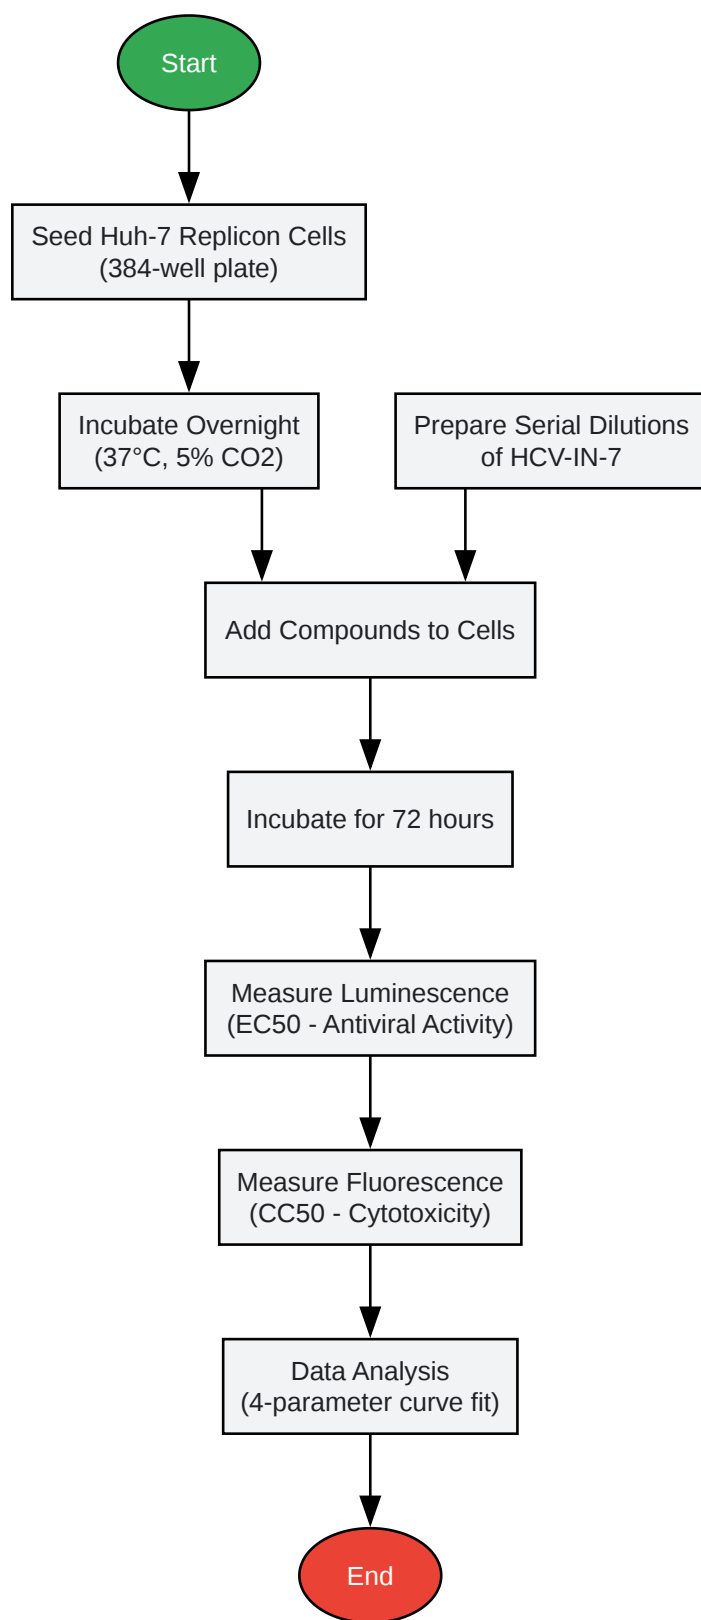 Start
Seed Huh-7 Replicon Cells
(384-well plate)
Incubate Overnight
(37°C, 5% CO2)
Prepare Serial Dilutions
of HCV-IN-7
Add Compounds to Cells
Incubate for 72 hours
Measure Luminescence
(EC50 - Antiviral Activity)
Measure Fluorescence
(CC50 - Cytotoxicity)
Data Analysis
(4-parameter curve fit)
End